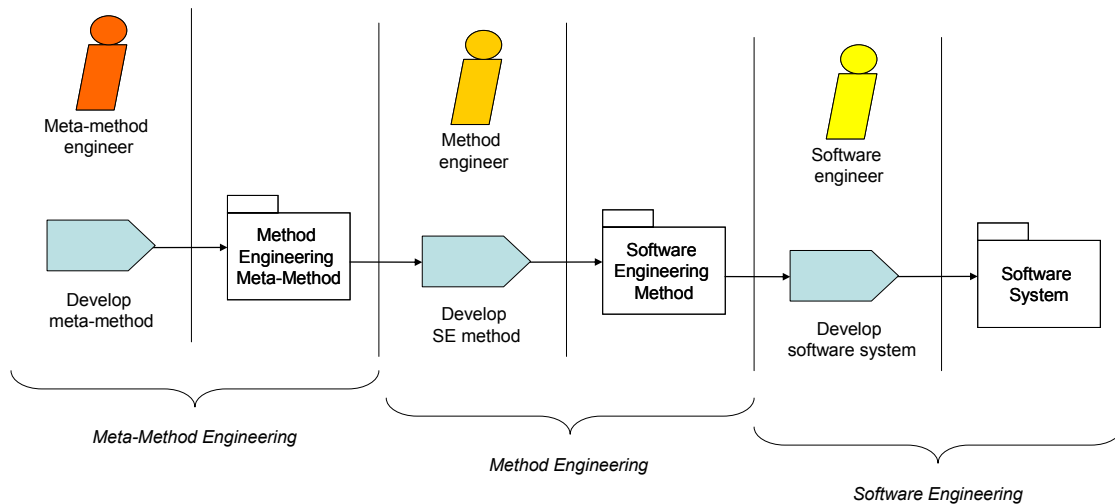 Meta-method
engineer
Method
engineer
Software
engineer
Method
Engineering
Meta-Method
Software
Engineering
Method
Software
System
Develop
meta-method
Develop
SE method
Develop
software system
Meta-Method Engineering
Method Engineering
Software Engineering